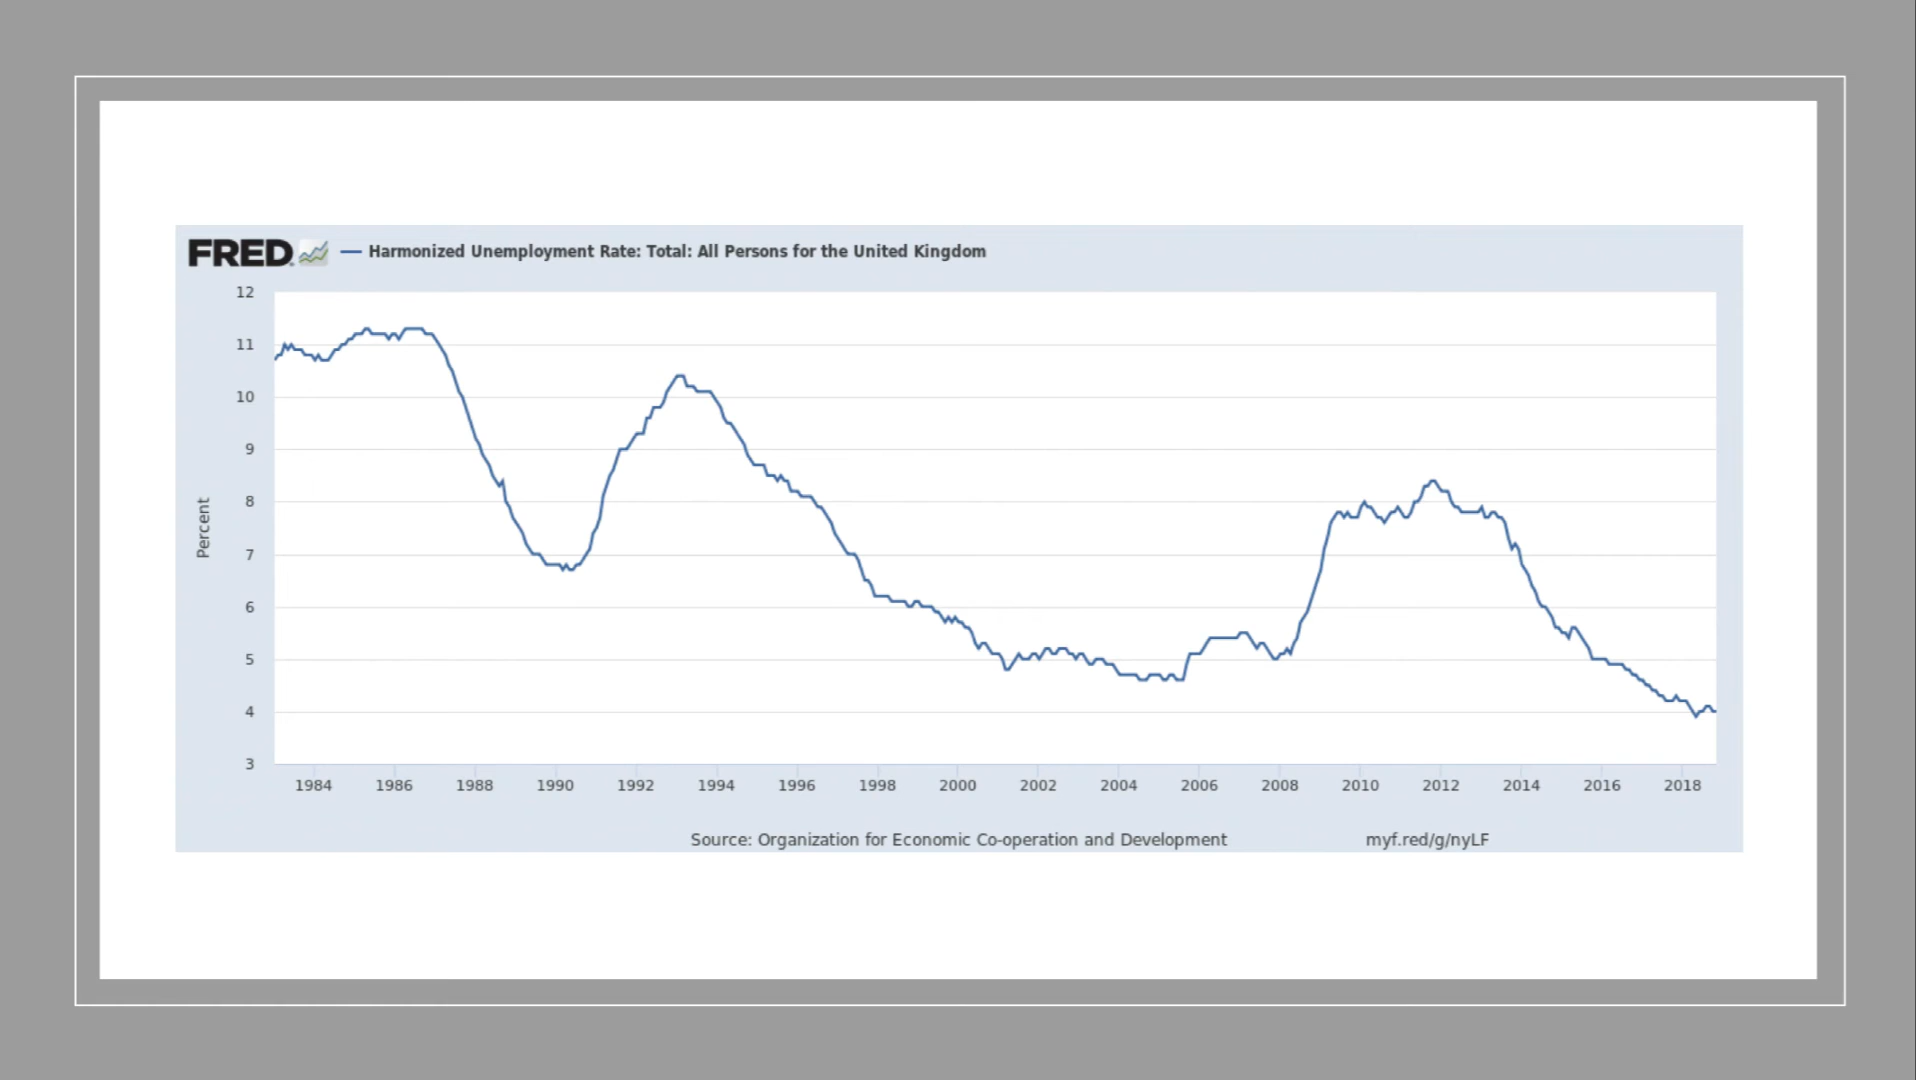 FRED — Harmonized Unemployment Rate: Total: All Persons for the United Kingdom
12
11
10
9
8
7
6
5
4
3
Percent
1984 1986 1988 1990 1992 1994 1996 1998 2000 2002 2004 2006 2008 2010 2012 2014 2016 2018
Source: Organization for Economic Co-operation and Development myf.red/g/nyLF